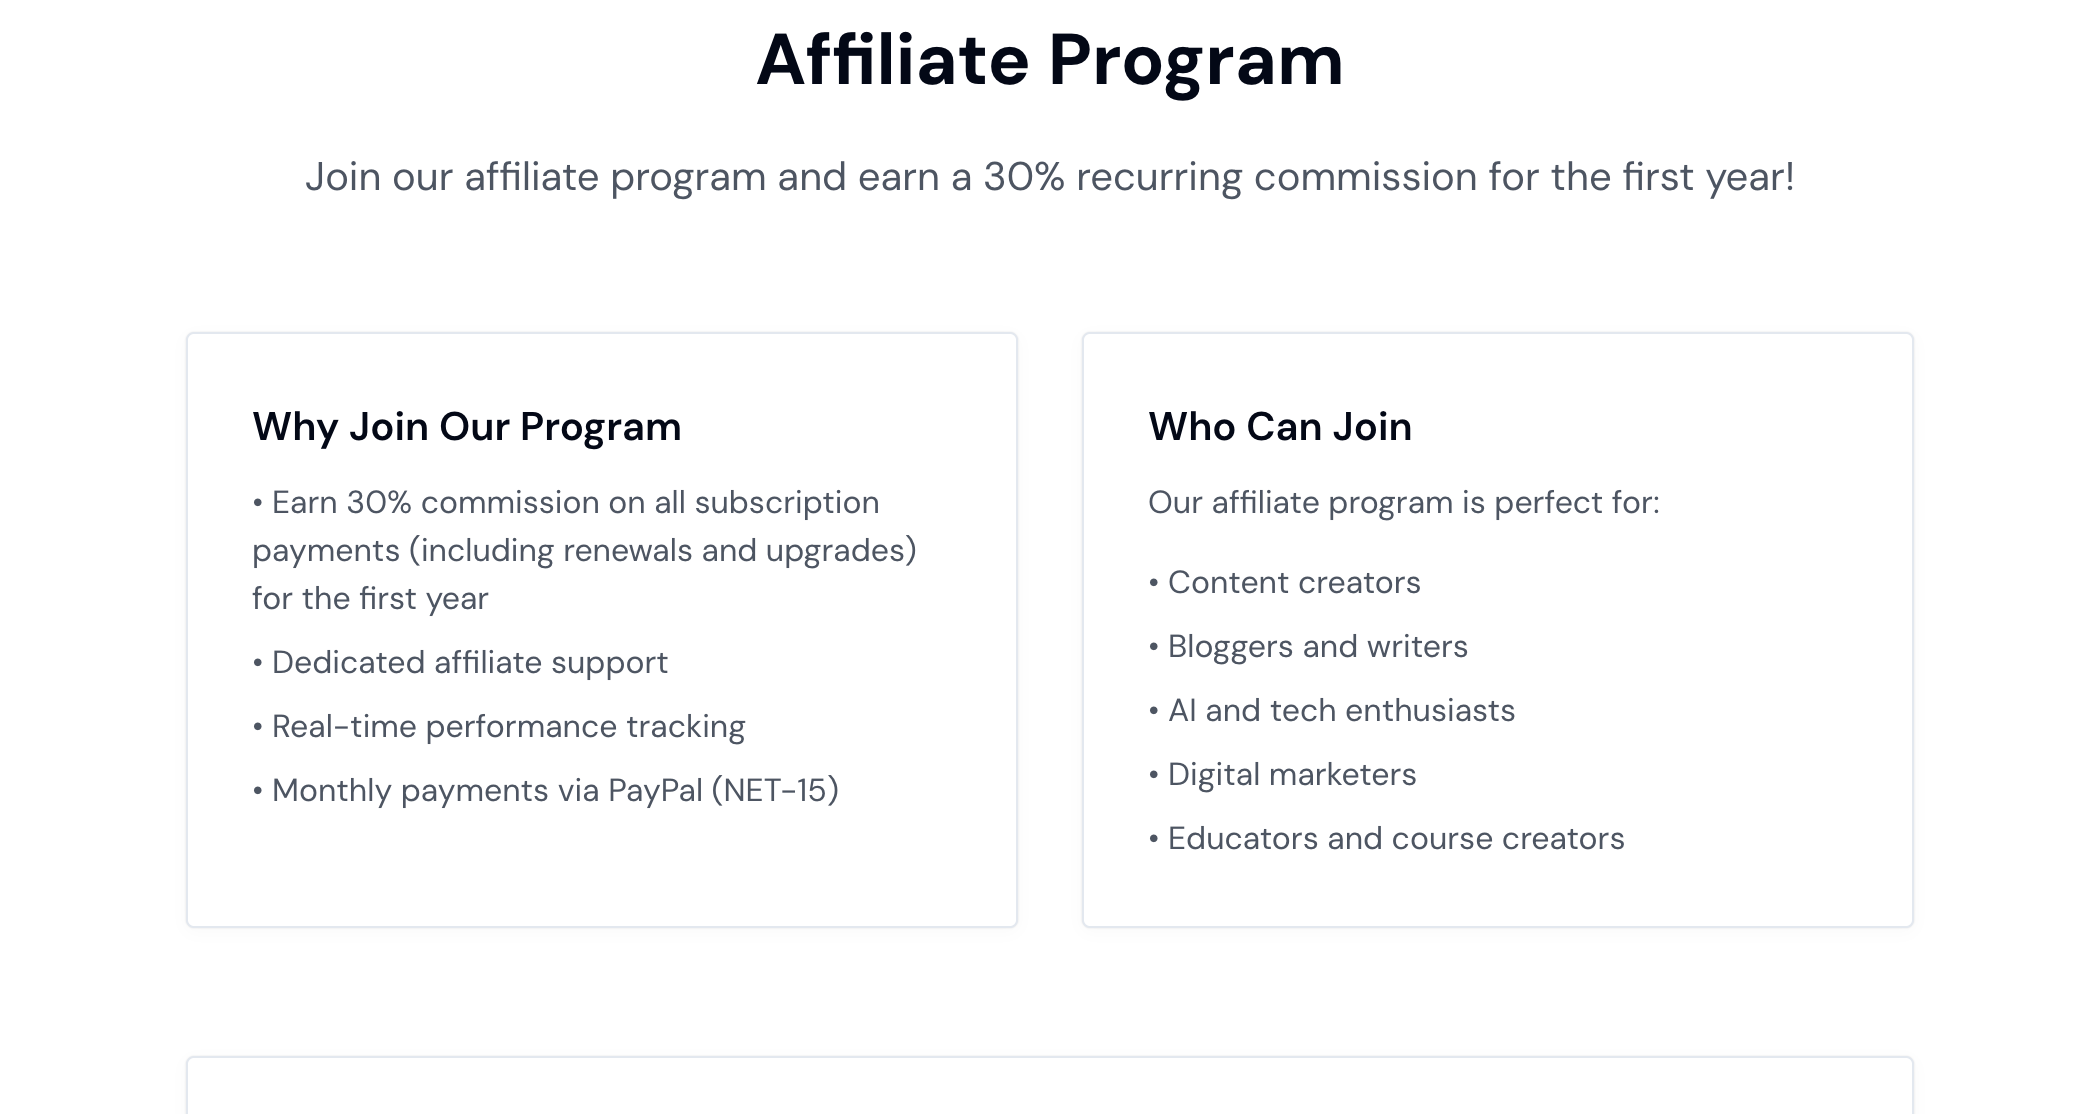 Affiliate Program
Join our affiliate program and earn a 30% recurring commission for the first year!
Why Join Our Program
• Earn 30% commission on all subscription
payments (including renewals and upgrades)
for the first year
• Dedicated affiliate support
• Real-time performance tracking
• Monthly payments via PayPal (NET-15)
Who Can Join
Our affiliate program is perfect for:
• Content creators
• Bloggers and writers
• AI and tech enthusiasts
• Digital marketers
• Educators and course creators